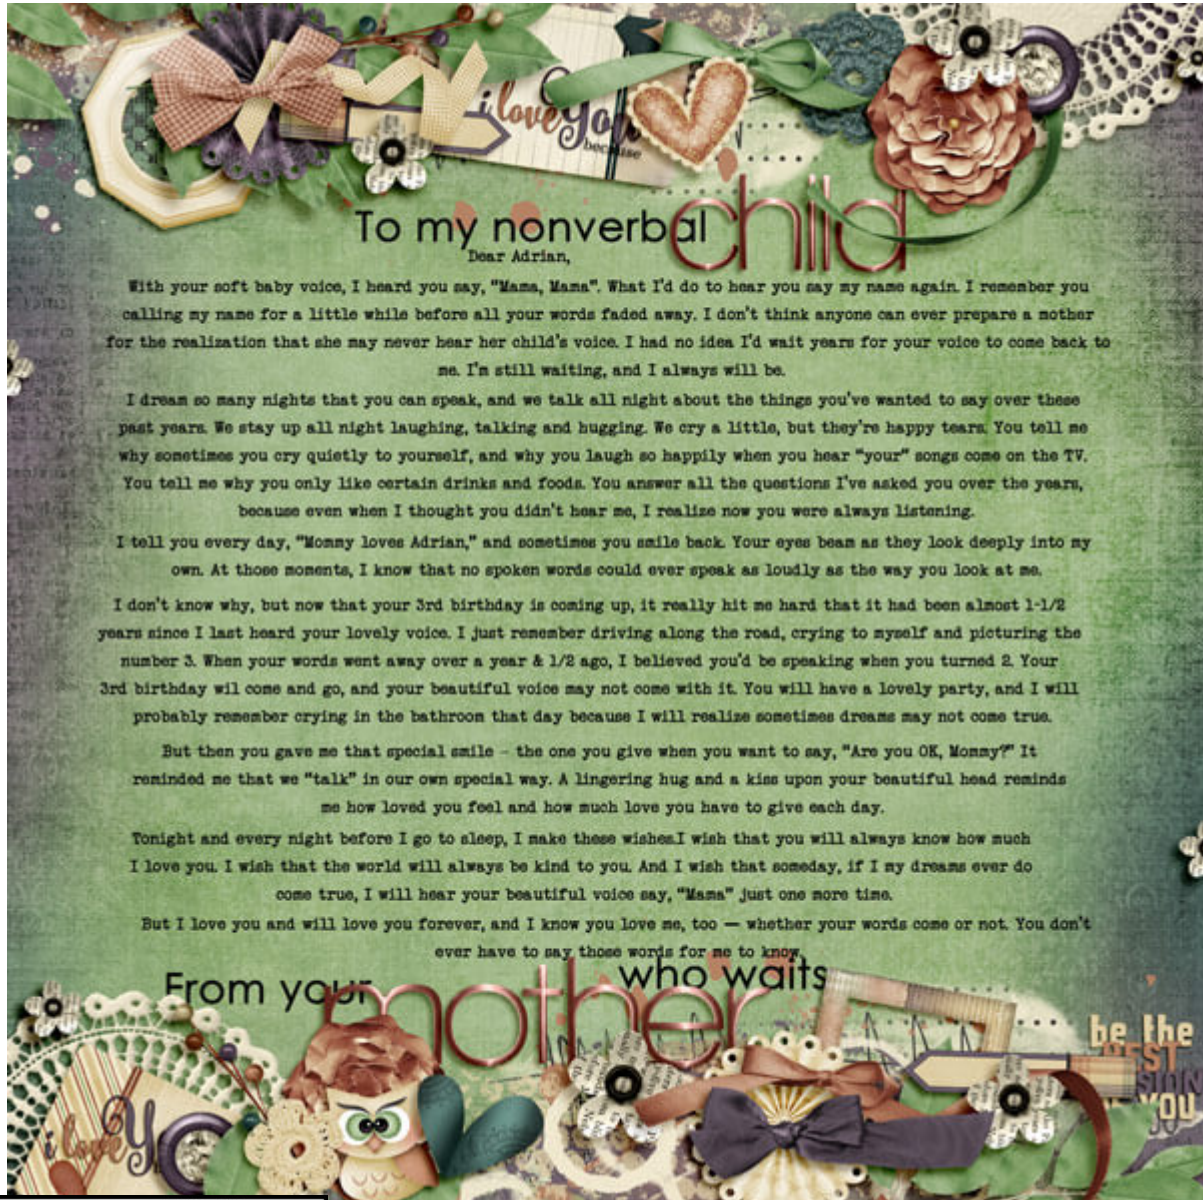 i love you
because
To my nonverbal child
Dear Adrian,
With your soft baby voice, I heard you say, "Mama, Mama". What I'd do to hear you say my name again. I remember you
calling my name for a little while before all your words faded away. I don't think anyone can ever prepare a mother
for the realization that she may never hear her child's voice. I had no idea I'd wait years for your voice to come back to
me. I'm still waiting, and I always will be.
I dream so many nights that you can speak, and we talk all night about the things you've wanted to say over these
past years. We stay up all night laughing, talking and hugging. We cry a little, but they're happy tears. You tell me
why sometimes you cry quietly to yourself, and why you laugh so happily when you hear "your" songs come on the TV.
You tell me why you only like certain drinks and foods. You answer all the questions I've asked you over the years,
because even when I thought you didn't hear me, I realize now you were always listening.
I tell you every day, "Mommy loves Adrian," and sometimes you smile back. Your eyes beam as they look deeply into my
own. At those moments, I know that no spoken words could ever speak as loudly as the way you look at me.
I don't know why, but now that your 3rd birthday is coming up, it really hit me hard that it had been almost 1-1/2
years since I last heard your lovely voice. I just remember driving along the road, crying to myself and picturing the
number 3. When your words went away over a year & 1/2 ago, I believed you'd be speaking when you turned 2. Your
3rd birthday wil come and go, and your beautiful voice may not come with it. You will have a lovely party, and I will
probably remember crying in the bathroom that day because I will realize sometimes dreams may not come true.
But then you gave me that special smile – the one you give when you want to say, "Are you OK, Mommy?" It
reminded me that we "talk" in our own special way. A lingering hug and a kiss upon your beautiful head reminds
me how loved you feel and how much love you have to give each day.
Tonight and every night before I go to sleep, I make these wishes.I wish that you will always know how much
I love you. I wish that the world will always be kind to you. And I wish that someday, if I my dreams ever do
come true, I will hear your beautiful voice say, "Mama" just one more time.
But I love you and will love you forever, and I know you love me, too — whether your words come or not. You don't
ever have to say those words for me to know.
From your mother who waits
be the
BEST
YOU
i love you